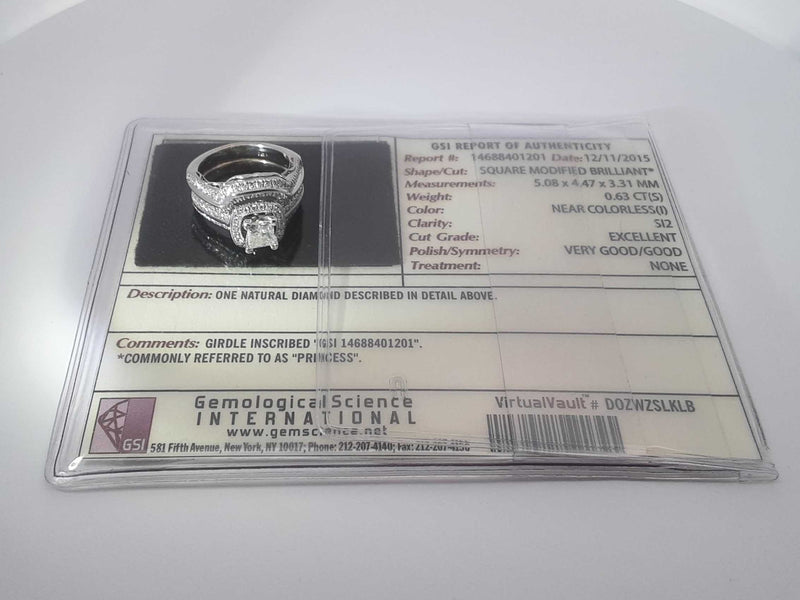 GSI REPORT OF AUTHENTICITY
Report #: 14688401201 Date:12/11/2015
Shape/Cut: SQUARE MODIFIED BRILLIANT*
Measurements: 5.08 x 4.47 x 3.31 MM
Weight: 0.63 CT(S)
Color: NEAR COLORLESS(I)
Clarity: SI2
Cut Grade: EXCELLENT
Polish/Symmetry: VERY GOOD/GOOD
Treatment: NONE
Description: ONE NATURAL DIAMOND DESCRIBED IN DETAIL ABOVE.
Comments: GIRDLE INSCRIBED "GSI 14688401201".
*COMMONLY REFERRED TO AS "PRINCESS".
GSI
Gemological Science
INTERNATIONAL
www.gemscience.net
581 Fifth Avenue, New York, NY 10017; Phone: 212-207-4140; Fax:
VirtualVault™# DOZWZSLKLB